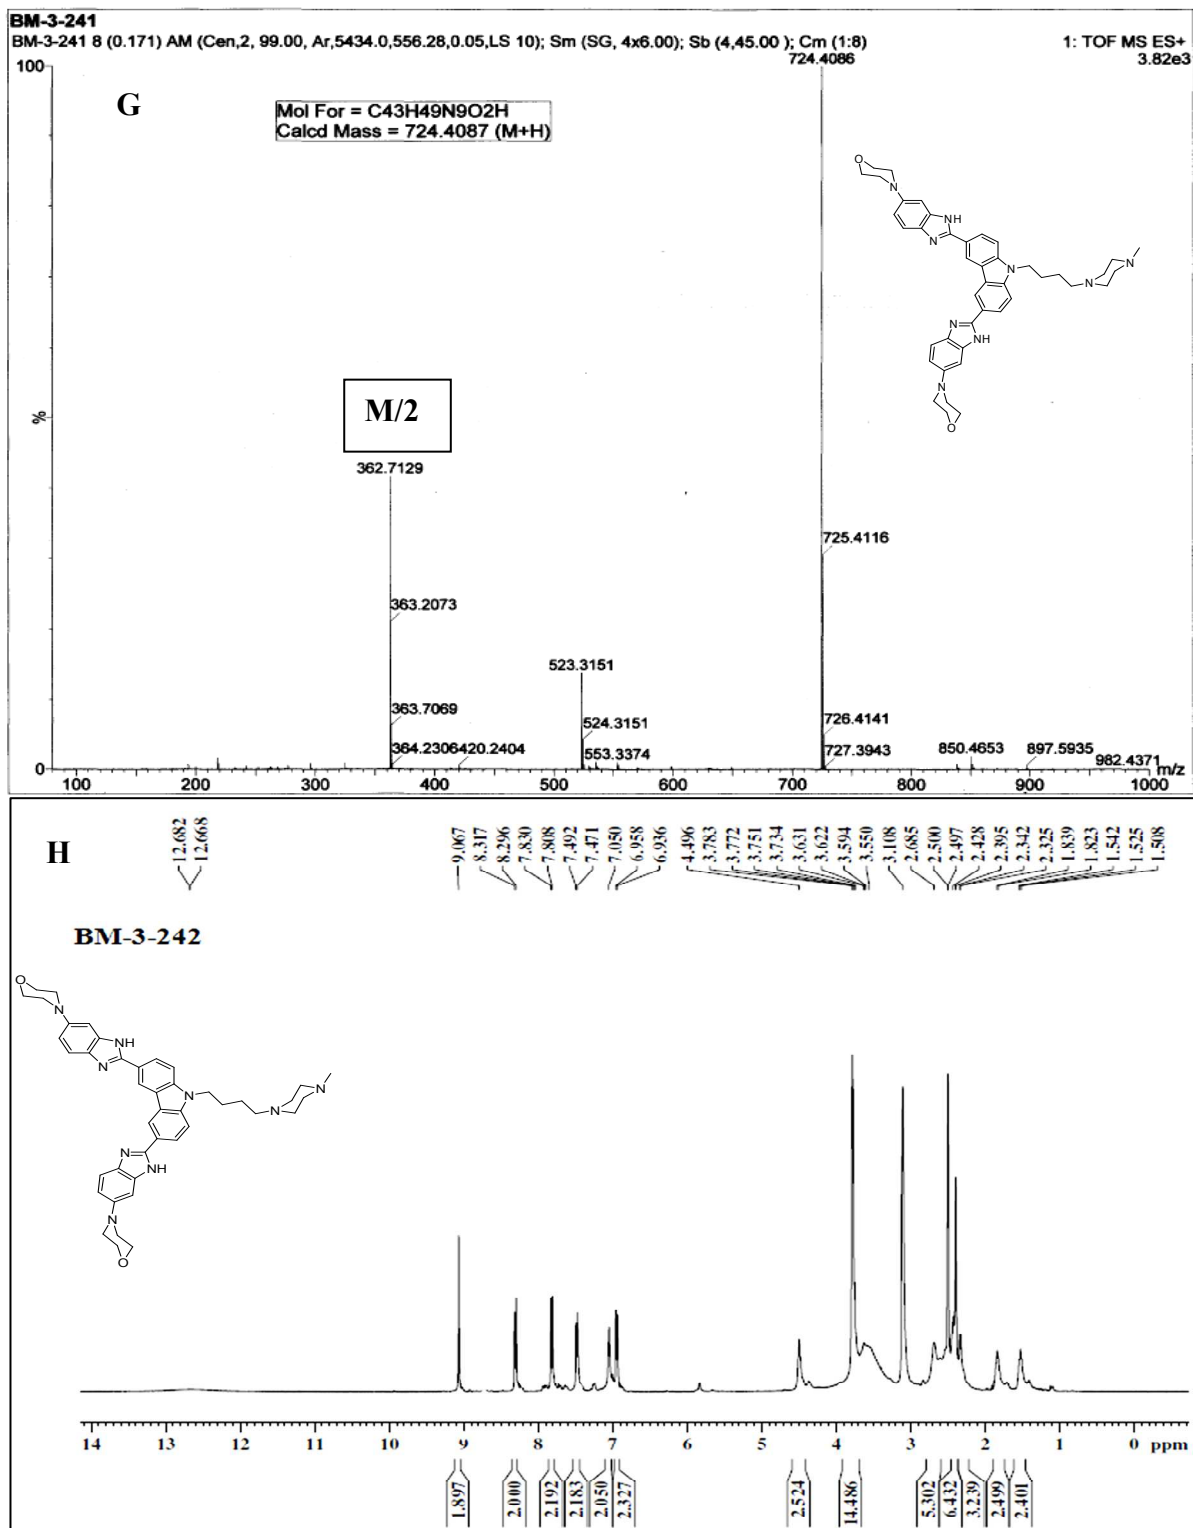 BM-3-241
BM-3-241 8 (0.171) AM (Cen,2, 99.00, Ar,5434.0,556.28,0.05,LS 10); Sm (SG, 4x6.00); Sb (4,45.00 ); Cm (1:8)
1: TOF MS ES+
3.82e3
724.4086
100
G
Mol For = C43H49N9O2H
Calcd Mass = 724.4087 (M+H)
O
N
NH
N
N
N
N
N
NH
N
O
M/2
%
362.7129
725.4116
363.2073
523.3151
363.7069
524.3151
726.4141
364.2306
420.2404
553.3374
727.3943
850.4653
897.5935
982.4371
0
m/z
100 200 300 400 500 600 700 800 900 1000
H
12.682
12.668
9.067
8.317
8.296
7.830
7.808
7.492
7.471
7.050
6.958
6.936
4.496
3.783
3.772
3.751
3.734
3.631
3.622
3.594
3.550
3.108
2.685
2.500
2.497
2.428
2.395
2.342
2.325
1.839
1.823
1.542
1.525
1.508
BM-3-242
O
N
NH
N
N
N
N
N
NH
N
O
14 13 12 11 10 9 8 7 6 5 4 3 2 1 0 ppm
1.897
2.000
2.192
2.183
2.050
2.327
2.524
14.486
5.302
6.432
3.239
2.499
2.401